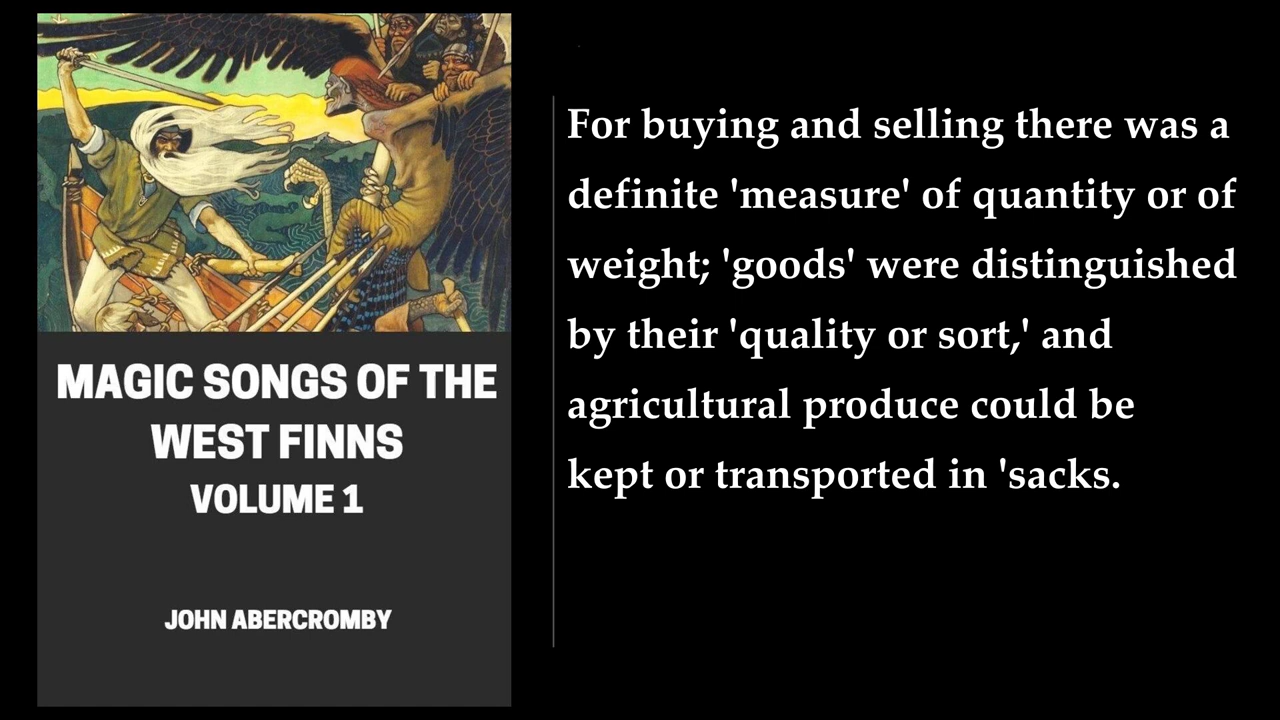 MAGIC SONGS OF THE
WEST FINNS
VOLUME 1
JOHN ABERCROMBY
For buying and selling there was a
definite 'measure' of quantity or of
weight; 'goods' were distinguished
by their 'quality or sort,' and
agricultural produce could be
kept or transported in 'sacks.